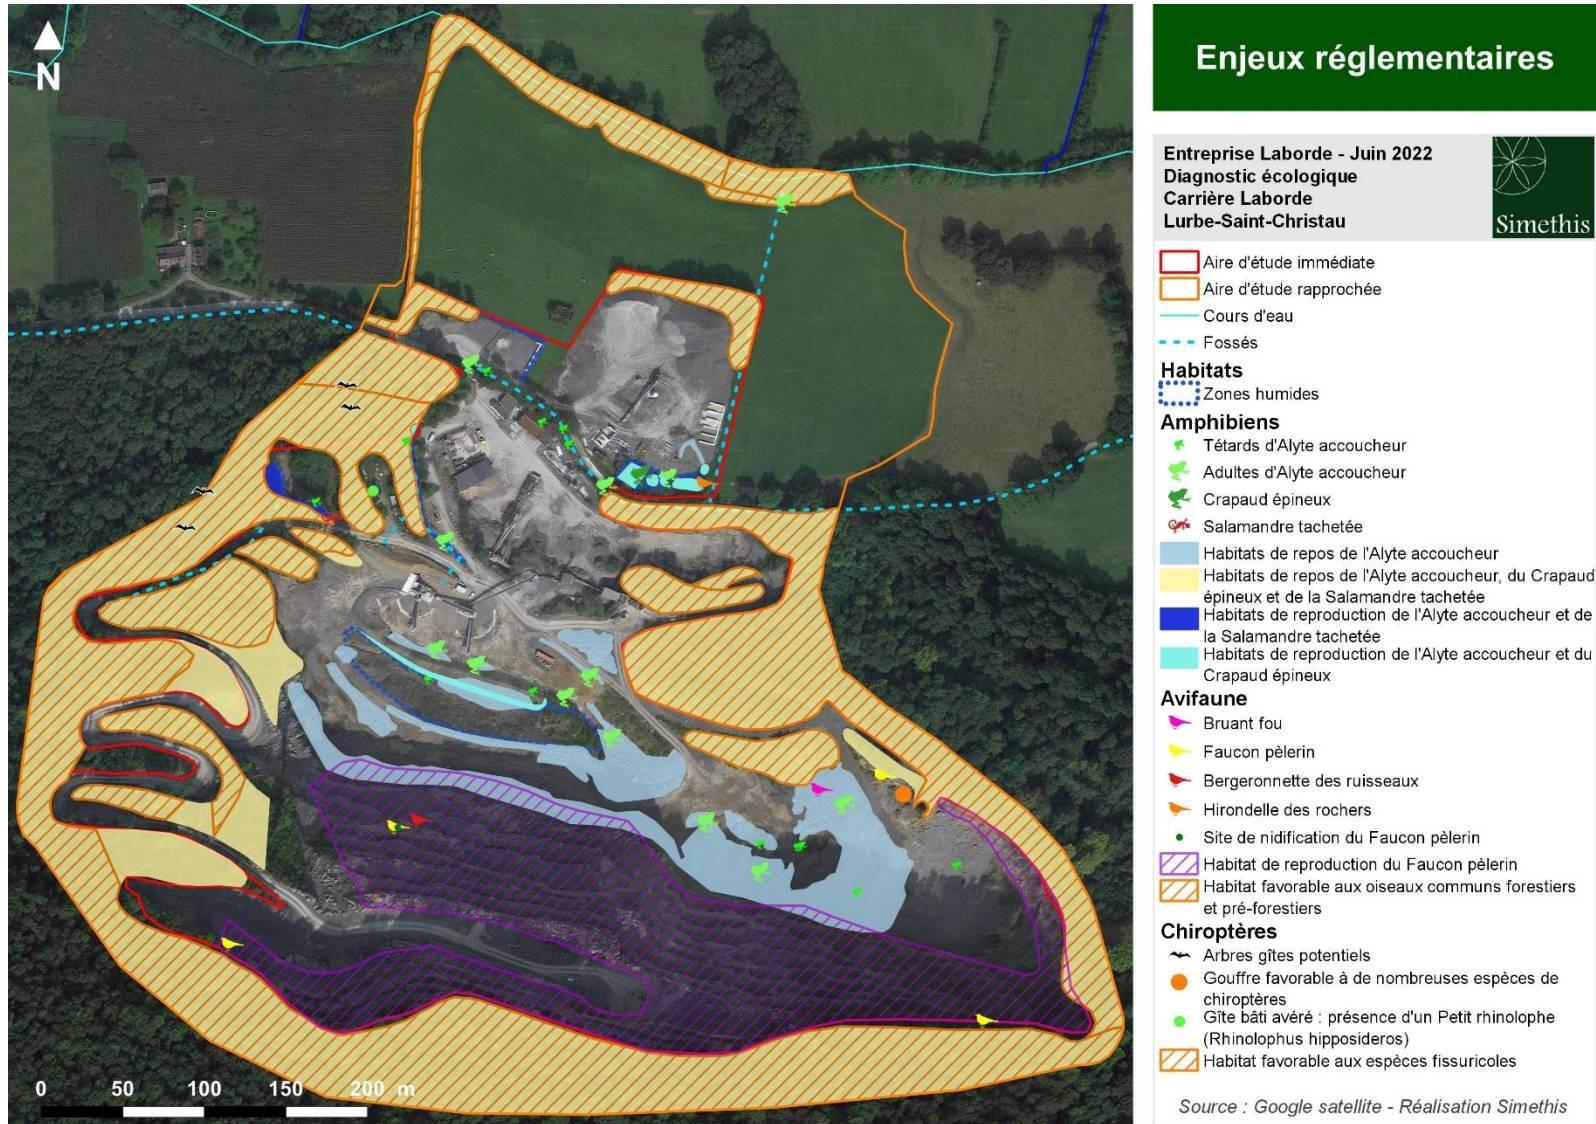 N
0 50 100 150 200 m
Enjeux réglementaires
Entreprise Laborde - Juin 2022
Diagnostic écologique
Carrière Laborde
Lurbe-Saint-Christau
Simethis
Aire d'étude immédiate
Aire d'étude rapprochée
Cours d'eau
Fossés
Habitats
Zones humides
Amphibiens
Têtards d'Alyte accoucheur
Adultes d'Alyte accoucheur
Crapaud épineux
Salamandre tachetée
Habitats de repos de l'Alyte accoucheur
Habitats de repos de l'Alyte accoucheur, du Crapaud
épineux et de la Salamandre tachetée
Habitats de reproduction de l'Alyte accoucheur et de
la Salamandre tachetée
Habitats de reproduction de l'Alyte accoucheur et du
Crapaud épineux
Avifaune
Bruant fou
Faucon pèlerin
Bergeronnette des ruisseaux
Hirondelle des rochers
Site de nidification du Faucon pèlerin
Habitat de reproduction du Faucon pèlerin
Habitat favorable aux oiseaux communs forestiers
et pré-forestiers
Chiroptères
Arbres gîtes potentiels
Gouffre favorable à de nombreuses espèces de
chiroptères
Gîte bâti avéré : présence d'un Petit rhinolophe
(Rhinolophus hipposideros)
Habitat favorable aux espèces fissuricoles
Source : Google satellite - Réalisation Simethis